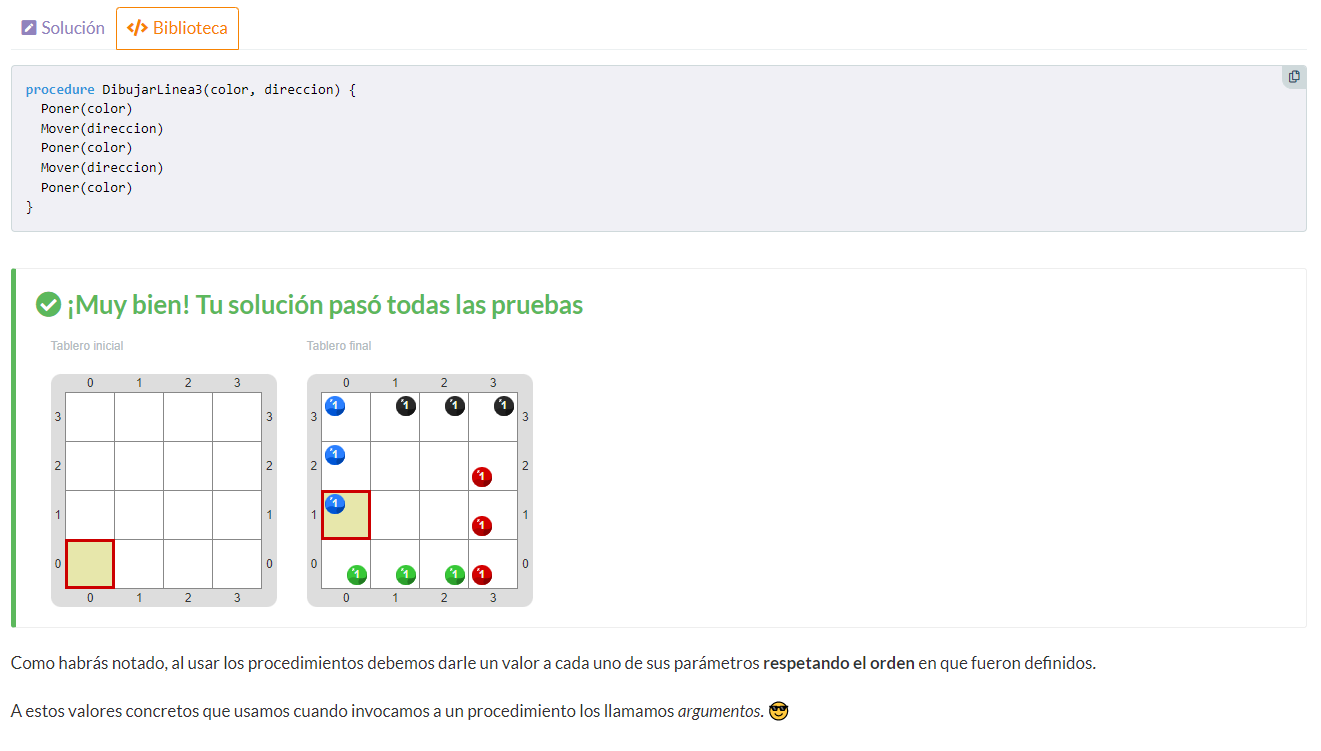 Solución </> Biblioteca
procedure DibujarLinea3(color, direccion) {
Poner(color)
Mover(direccion)
Poner(color)
Mover(direccion)
Poner(color)
}
¡Muy bien! Tu solución pasó todas las pruebas
Tablero inicial Tablero final
0 1 2 3 0 1 2 3
3 3 3 1 1 1 1 3
2 2 2 1 1 2
1 1 1 1 1 1
0 0 0 1 1 1 1 0
0 1 2 3 0 1 2 3
Como habrás notado, al usar los procedimientos debemos darle un valor a cada uno de sus parámetros respetando el orden en que fueron definidos.
A estos valores concretos que usamos cuando invocamos a un procedimiento los llamamos argumentos. 😎